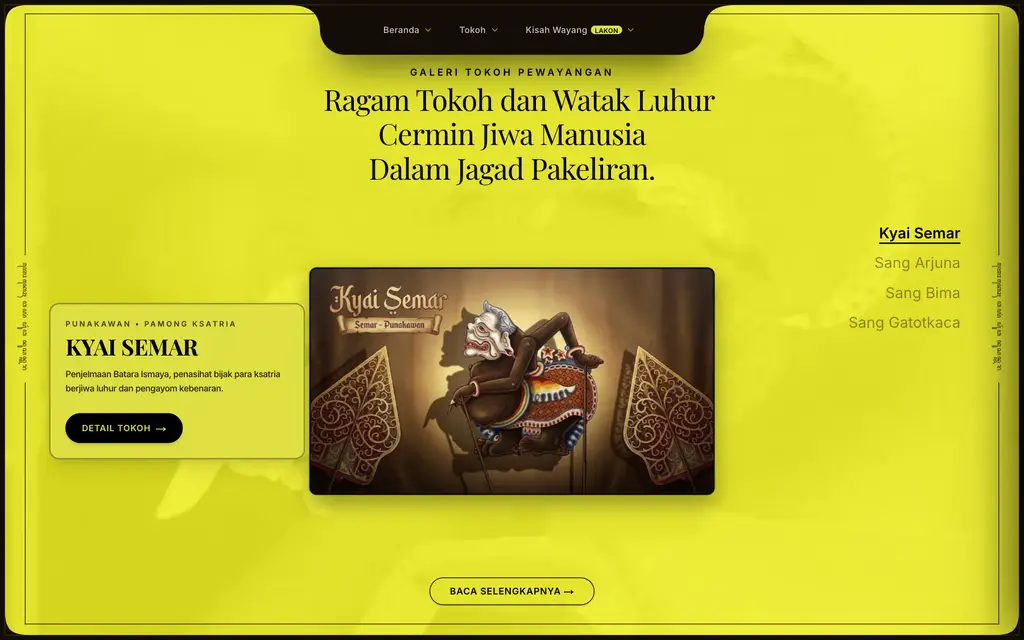 Beranda
Tokoh
Kisah Wayang LAKON
GALERI TOKOH PEWAYANGAN
Ragam Tokoh dan Watak Luhur
Cermin Jiwa Manusia
Dalam Jagad Pakeliran.
Kyai Semar
Sang Arjuna
Sang Bima
Sang Gatotkaca
Kyai Semar
Semar - Punakawan
PUNAKAWAN • PAMONG KSATRIA
KYAI SEMAR
Penjelmaan Batara Ismaya, penasihat bijak para ksatria
berjiwa luhur dan pengayom kebenaran.
DETAIL TOKOH →
BACA SELENGKAPNYA →